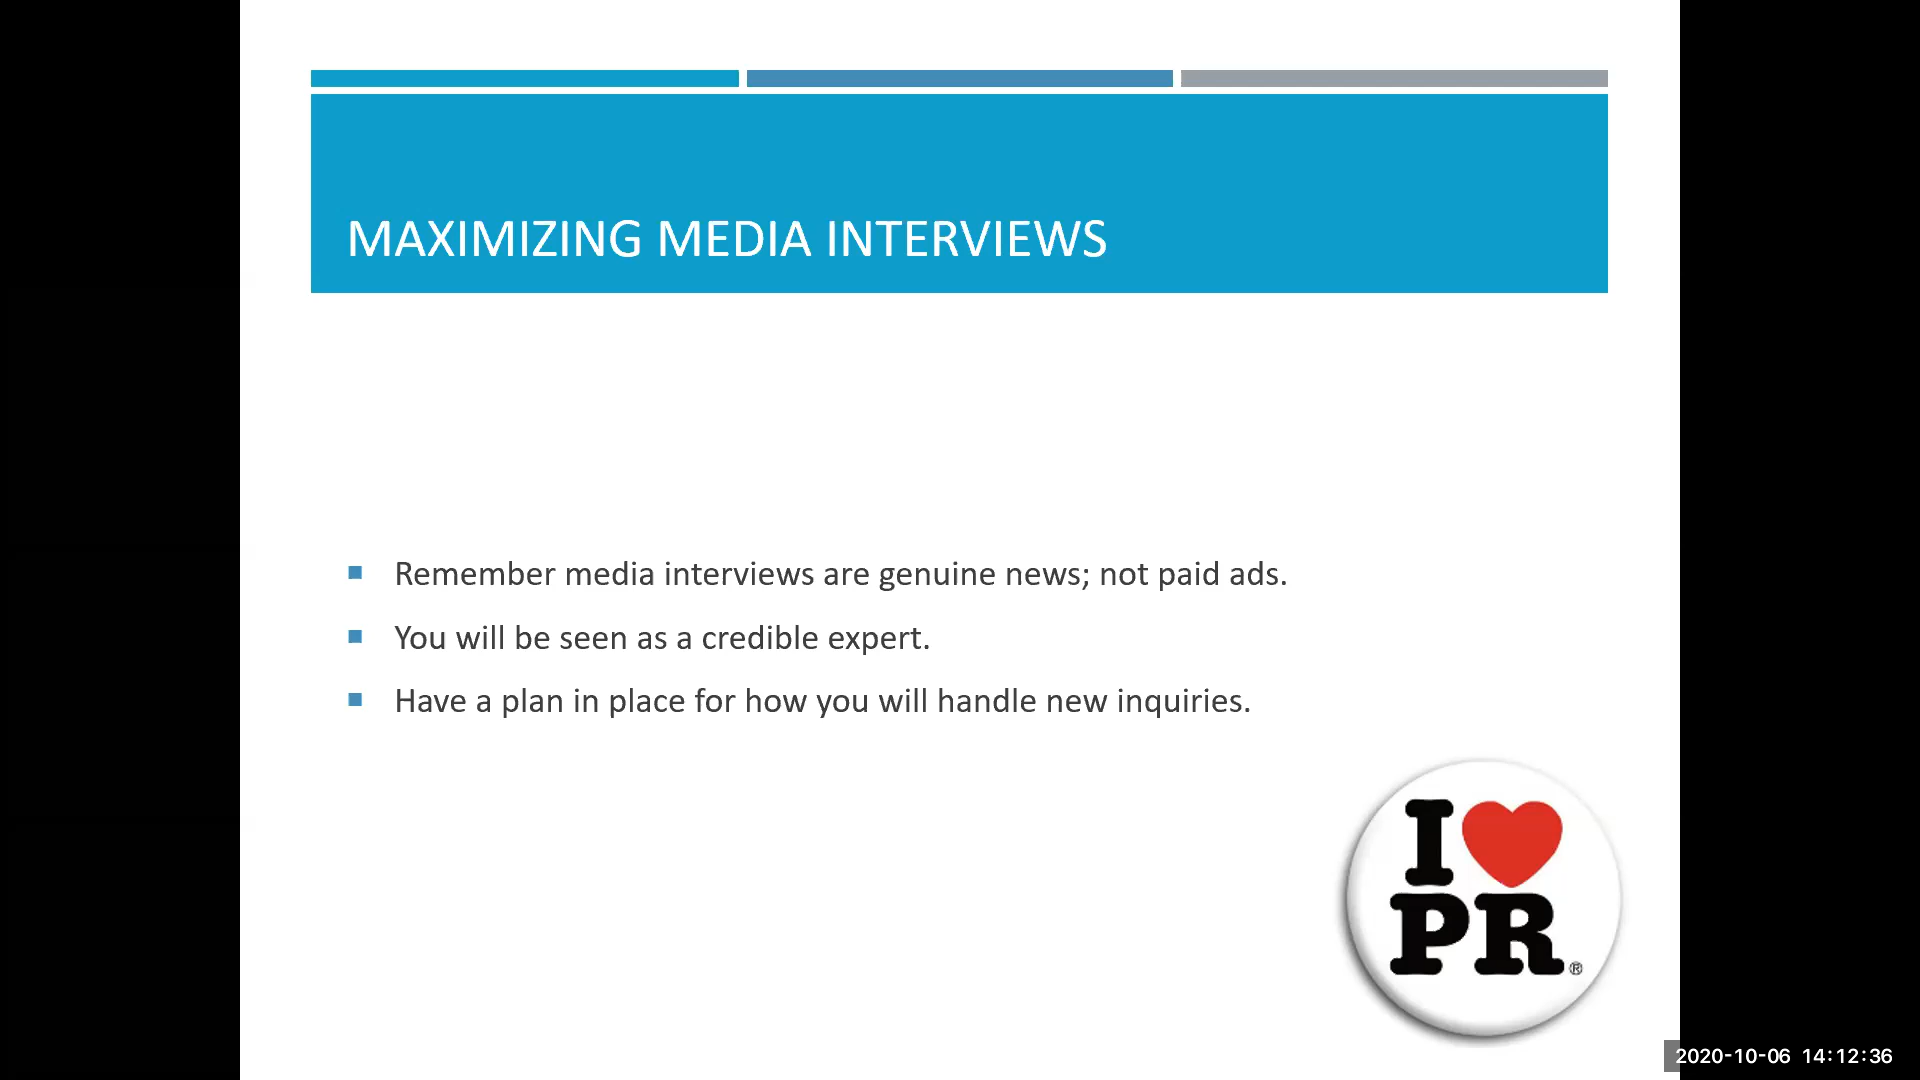 MAXIMIZING MEDIA INTERVIEWS
Remember media interviews are genuine news; not paid ads.
You will be seen as a credible expert.
Have a plan in place for how you will handle new inquiries.
I
PR®
2020-10-06 14:12:36